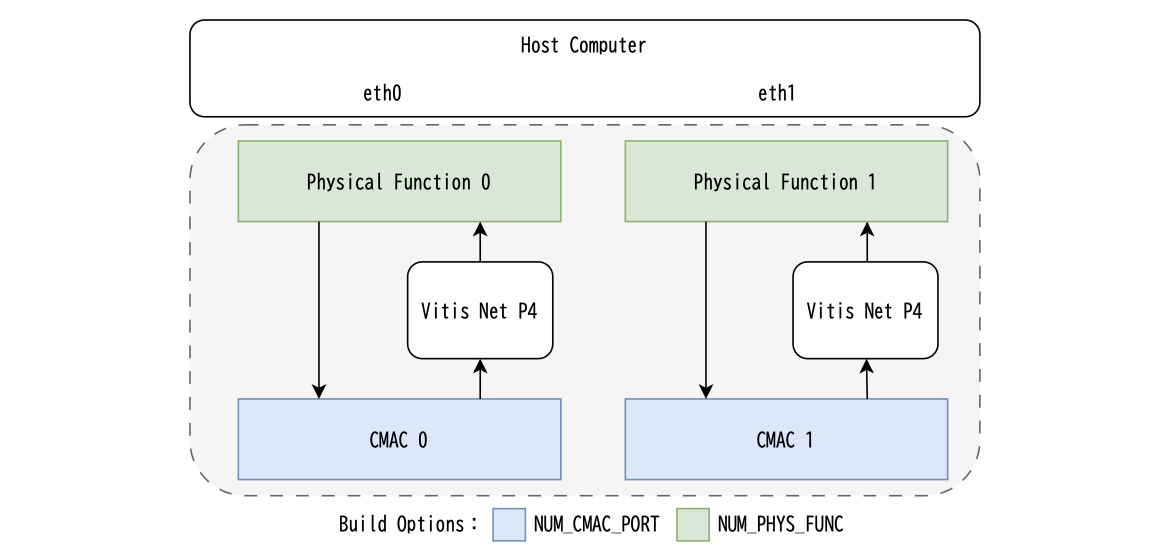 Host Computer
eth0 eth1
Physical Function 0 Physical Function 1
Vitis Net P4 Vitis Net P4
CMAC 0 CMAC 1
Build Options: NUM_CMAC_PORT NUM_PHYS_FUNC